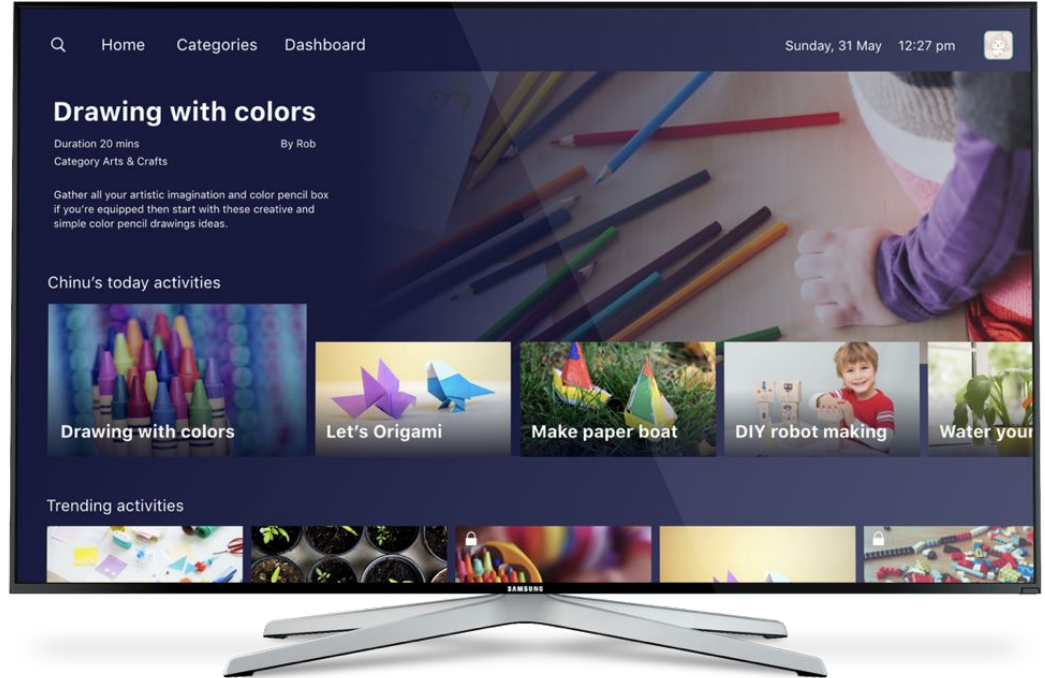 Home Categories Dashboard
Sunday, 31 May 12:27 pm
Drawing with colors
Duration 20 mins By Rob
Category Arts & Crafts
Gather all your artistic imagination and color pencil box
if you're equipped then start with these creative and
simple color pencil drawings ideas.
Chinu's today activities
Drawing with colors
Let's Origami
Make paper boat
DIY robot making
Water your
Trending activities
SAMSUNG